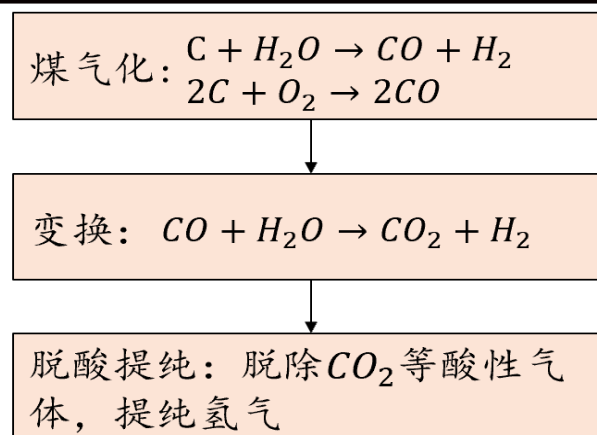 煤气化: C + H₂O → CO + H₂
2C + O₂ → 2CO
变换: CO + H₂O → CO₂ + H₂
脱酸提纯: 脱除CO₂等酸性气
体, 提纯氢气